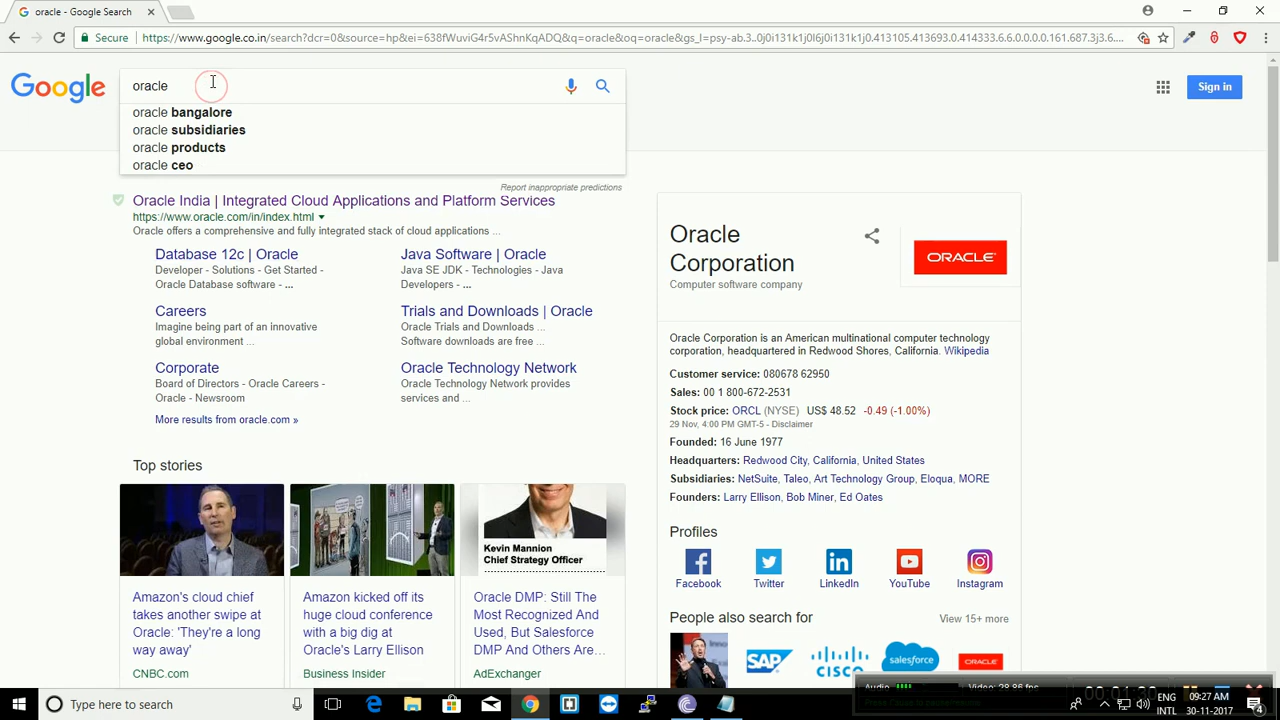 oracle - Google Search
Secure
https://www.google.co.in/search?dcr=0&source=hp&ei=638fWuviG4r5vAShnKqADQ&q=oracle&oq=oracle&gs_l=psy-ab.3...0j0i131k1j0l6j0i131k1j0.413105.413693.0.414333.6.6.0.0.0.0.161.687.3j3.6....
Google
oracle
Sign in
oracle bangalore
oracle subsidiaries
oracle products
oracle ceo
Report inappropriate predictions
Oracle India | Integrated Cloud Applications and Platform Services
https://www.oracle.com/in/index.html
Oracle offers a comprehensive and fully integrated stack of cloud applications ...
Database 12c | Oracle
Developer - Solutions - Get Started -
Oracle Database software - ...
Java Software | Oracle
Java SE JDK - Technologies - Java
Developers - ...
Careers
Imagine being part of an innovative
global environment ...
Trials and Downloads | Oracle
Oracle Trials and Downloads ...
Software downloads are free ...
Corporate
Board of Directors - Oracle Careers -
Oracle - Newsroom
Oracle Technology Network
Oracle Technology Network provides
services and ...
More results from oracle.com »
Top stories
Kevin Mannion
Chief Strategy Officer
Amazon's cloud chief
takes another swipe at
Oracle: 'They're a long
way away'
CNBC.com
Amazon kicked off its
huge cloud conference
with a big dig at
Oracle's Larry Ellison
Business Insider
Oracle DMP: Still The
Most Recognized And
Used, But Salesforce
DMP And Others Are...
AdExchanger
Oracle
Corporation
Computer software company
ORACLE
Oracle Corporation is an American multinational computer technology
corporation, headquartered in Redwood Shores, California. Wikipedia
Customer service: 080678 62950
Sales: 00 1 800-672-2531
Stock price: ORCL (NYSE) US$ 48.52 -0.49 (-1.00%)
29 Nov, 4:00 PM GMT-5 - Disclaimer
Founded: 16 June 1977
Headquarters: Redwood City, California, United States
Subsidiaries: NetSuite, Taleo, Art Technology Group, Eloqua, MORE
Founders: Larry Ellison, Bob Miner, Ed Oates
Profiles
Facebook
Twitter
LinkedIn
YouTube
Instagram
People also search for
View 15+ more
SAP
CISCO
salesforce
ORACLE
Audio
Video: 28.86 fps
Type here to search
ENG
INTL
09:27 AM
30-11-2017